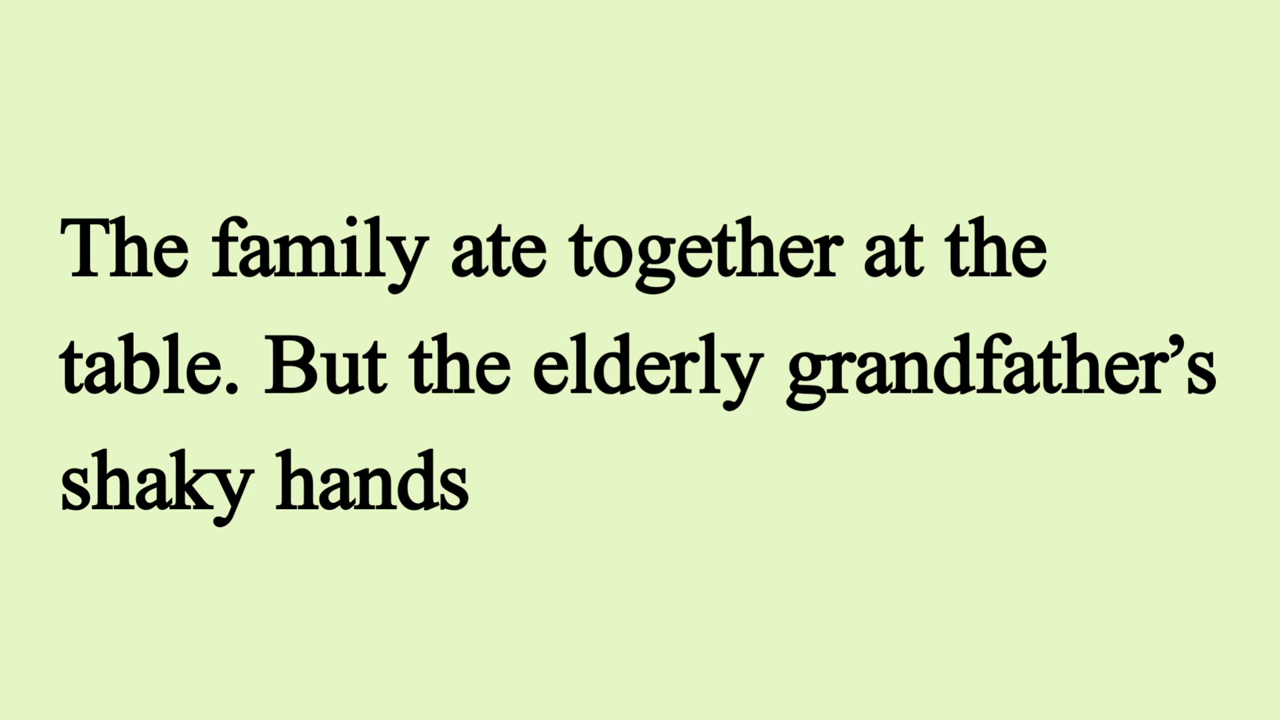 The family ate together at the
table. But the elderly grandfather’s
shaky hands